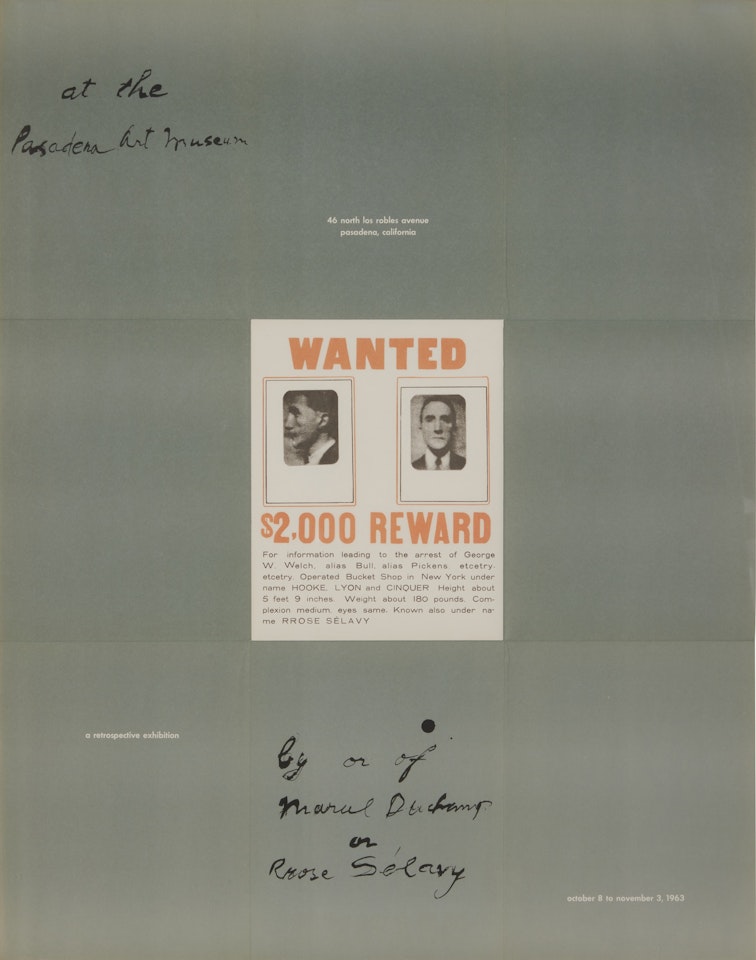 at the
Pasadena Art Museum
46 north los robles avenue
pasadena, california
WANTED
$2,000 REWARD
For information leading to the arrest of George
W. Welch, alias Bull, alias Pickens. etcetry.
etcetry. Operated Bucket Shop in New York under
name HOOKE, LYON and CINQUER Height about
5 feet 9 inches. Weight about 180 pounds. Com-
plexion medium, eyes same. Known also under na-
me RROSE SÉLAVY
a retrospective exhibition
by or of
Marcel Duchamp
or
Rrose Sélavy
october 8 to november 3, 1963